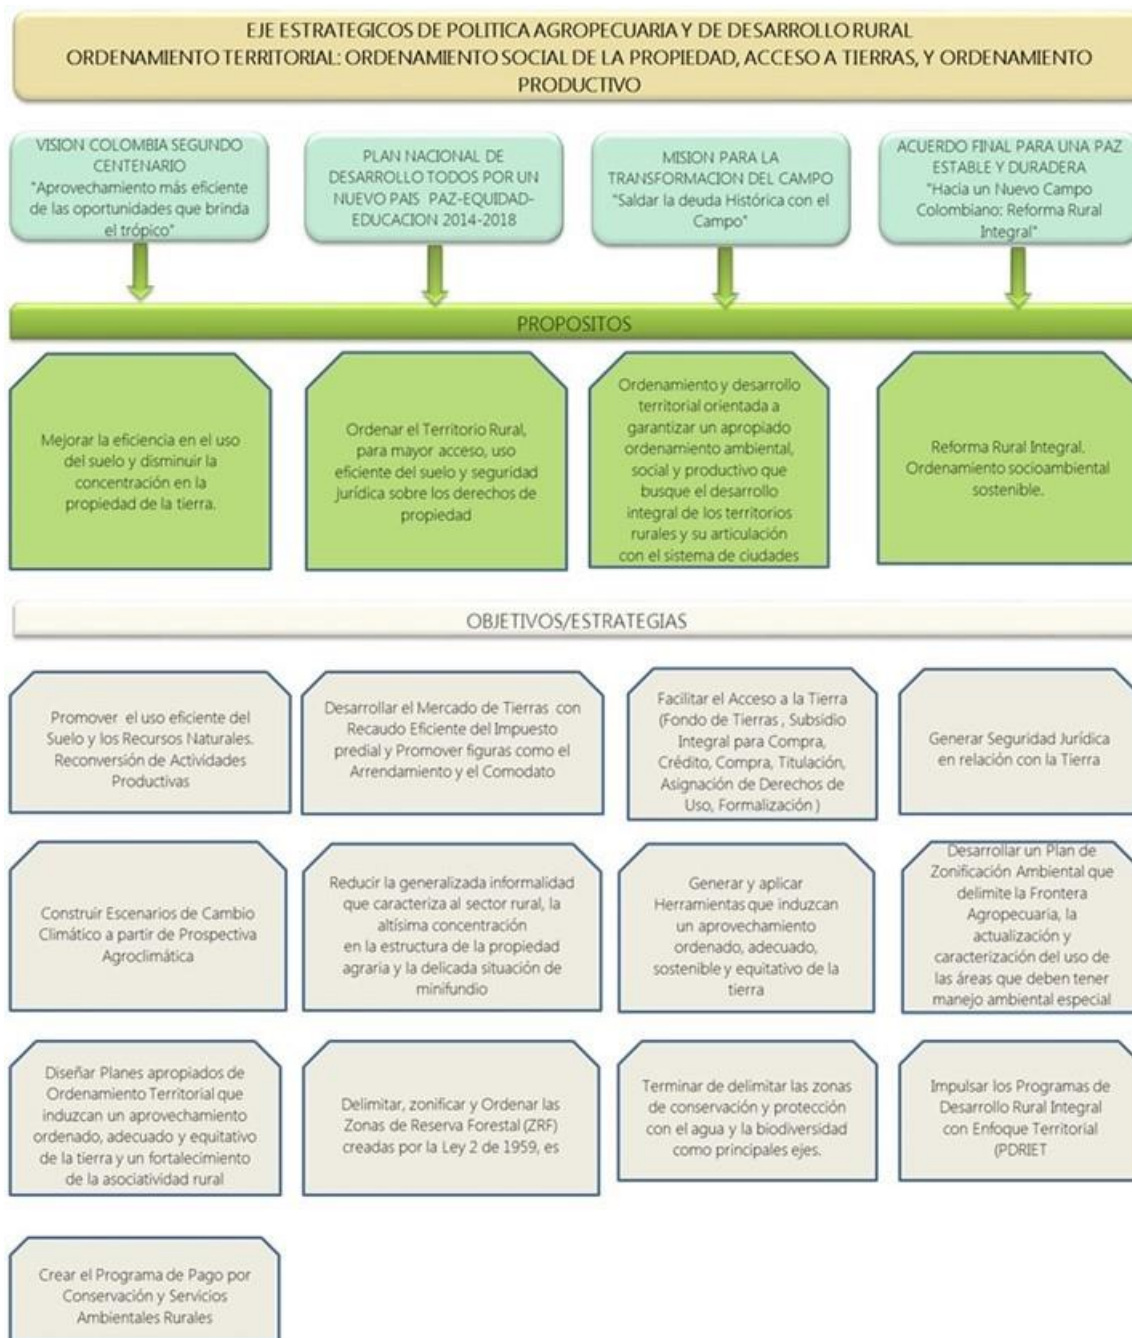 EJE ESTRATEGICOS DE POLITICA AGROPECUARIA Y DE DESARROLLO RURAL
ORDENAMIENTO TERRITORIAL: ORDENAMIENTO SOCIAL DE LA PROPIEDAD, ACCESO A TIERRAS, Y ORDENAMIENTO
PRODUCTIVO
VISION COLOMBIA SEGUNDO
CENTENARIO
"Aprovechamiento más eficiente
de las oportunidades que brinda
el trópico"
PLAN NACIONAL DE
DESARROLLO TODOS POR UN
NUEVO PAIS PAZ-EQUIDAD-
EDUCACION 2014-2018
MISION PARA LA
TRANSFORMACION DEL CAMPO
"Saldar la deuda Histórica con el
Campo"
ACUERDO FINAL PARA UNA PAZ
ESTABLE Y DURADERA
"Hacia un Nuevo Campo
Colombiano: Reforma Rural
Integral"
PROPOSITOS
Mejorar la eficiencia en el uso
del suelo y disminuir la
concentración en la
propiedad de la tierra.
Ordenar el Territorio Rural,
para mayor acceso, uso
eficiente del suelo y seguridad
jurídica sobre los derechos de
propiedad
Ordenamiento y desarrollo
territorial orientada a
garantizar un apropiado
ordenamiento ambiental,
social y productivo que
busque el desarrollo
integral de los territorios
rurales y su articulación
con el sistema de ciudades
Reforma Rural Integral.
Ordenamiento socioambiental
sostenible.
OBJETIVOS/ESTRATEGIAS
Promover el uso eficiente del
Suelo y los Recursos Naturales.
Reconversión de Actividades
Productivas
Desarrollar el Mercado de Tierras con
Recaudo Eficiente del Impuesto
predial y Promover figuras como el
Arrendamiento y el Comodato
Facilitar el Acceso a la Tierra
(Fondo de Tierras , Subsidio
Integral para Compra,
Crédito, Compra, Titulación,
Asignación de Derechos de
Uso, Formalización )
Generar Seguridad Jurídica
en relación con la Tierra
Construir Escenarios de Cambio
Climático a partir de Prospectiva
Agroclimática
Reducir la generalizada informalidad
que caracteriza al sector rural, la
altísima concentración
en la estructura de la propiedad
agraria y la delicada situación de
minifundio
Generar y aplicar
Herramientas que induzcan
un aprovechamiento
ordenado, adecuado,
sostenible y equitativo de la
tierra
Desarrollar un Plan de
Zonificación Ambiental que
delimite la Frontera
Agropecuaria, la
actualización y
caracterización del uso de
las áreas que deben tener
manejo ambiental especial
Diseñar Planes apropiados de
Ordenamiento Territorial que
induzcan un aprovechamiento
ordenado, adecuado y equitativo
de la tierra y un fortalecimiento
de la asociatividad rural
Delimitar, zonificar y Ordenar las
Zonas de Reserva Forestal (ZRF)
creadas por la Ley 2 de 1959, es
Terminar de delimitar las zonas
de conservación y protección
con el agua y la biodiversidad
como principales ejes.
Impulsar los Programas de
Desarrollo Rural Integral
con Enfoque Territorial
(PDRIET
Crear el Programa de Pago por
Conservación y Servicios
Ambientales Rurales